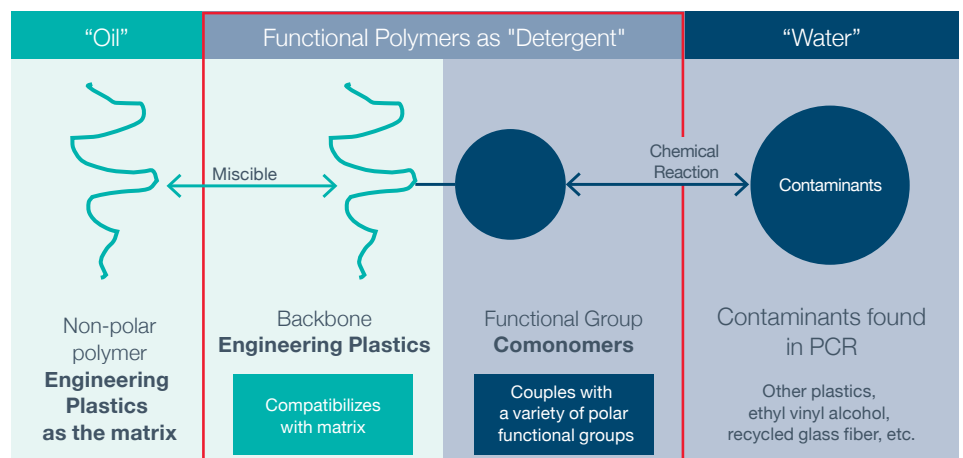 “Oil”
Functional Polymers as "Detergent"
“Water”
Miscible
Chemical
Reaction
Contaminants
Non-polar
polymer
Engineering
Plastics
as the matrix
Backbone
Engineering Plastics
Compatibilizes
with matrix
Functional Group
Comonomers
Couples with
a variety of polar
functional groups
Contaminants found
in PCR
Other plastics,
ethyl vinyl alcohol,
recycled glass fiber, etc.